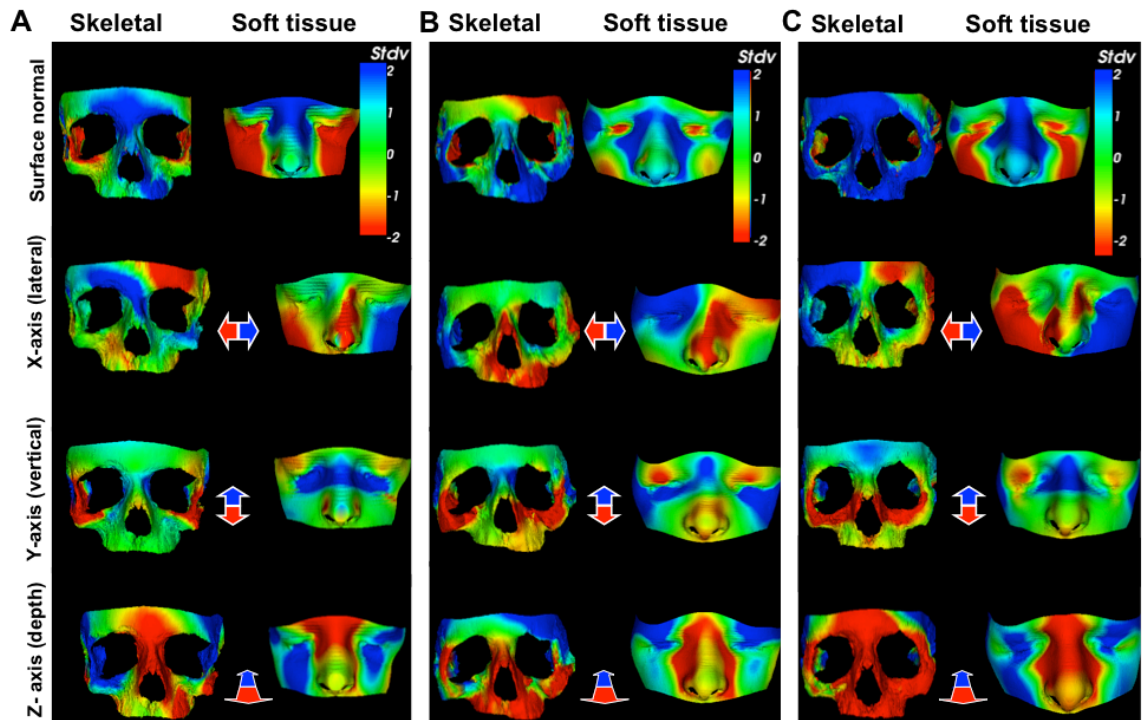 A Skeletal Soft tissue B Skeletal Soft tissue C Skeletal Soft tissue
Surface normal
Stdv
2
1
0
-1
-2
Stdv
2
1
0
-1
-2
Stdv
2
1
0
-1
-2
X-axis (lateral)
Y-axis (vertical)
Z- axis (depth)